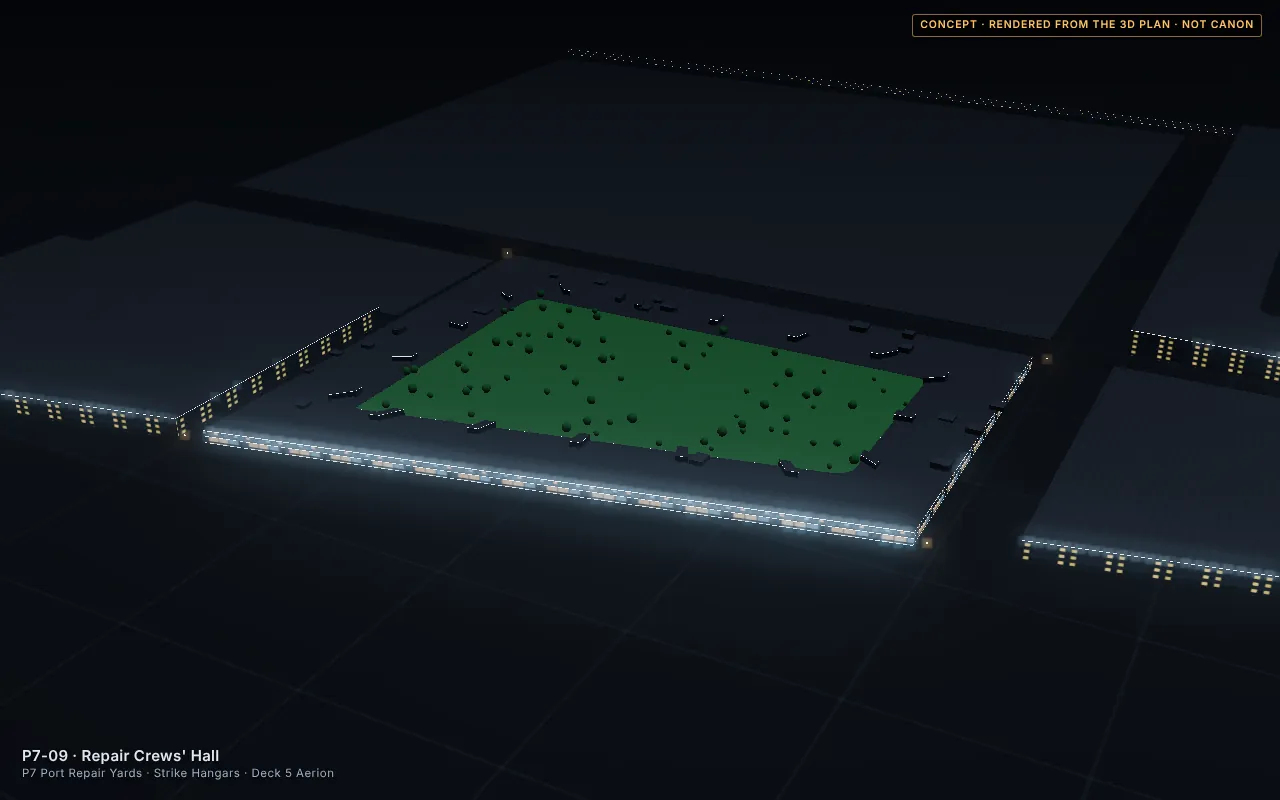 CONCEPT · RENDERED FROM THE 3D PLAN · NOT CANON
P7-09 · Repair Crews' Hall
P7 Port Repair Yards · Strike Hangars · Deck 5 Aerion